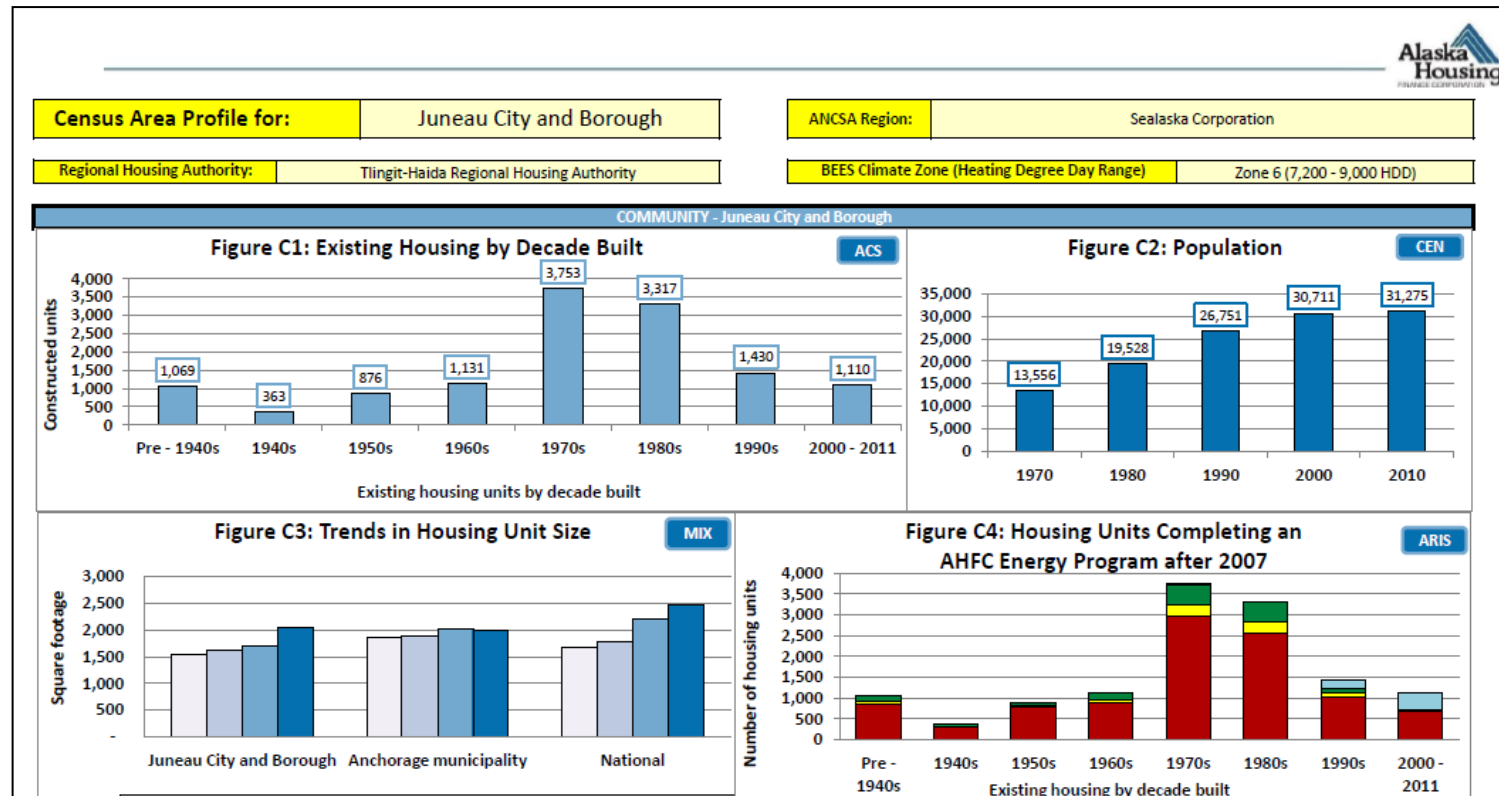 Alaska
Housing
FINANCE CORPORATION
Census Area Profile for: Juneau City and Borough
ANCSA Region: Sealaska Corporation
Regional Housing Authority: Tlingit-Haida Regional Housing Authority
BEES Climate Zone (Heating Degree Day Range) Zone 6 (7,200 - 9,000 HDD)
COMMUNITY - Juneau City and Borough
Figure C1: Existing Housing by Decade Built
ACS
Constructed units
4,000
3,500
3,000
2,500
2,000
1,500
1,000
500
0
1,069
363
876
1,131
3,753
3,317
1,430
1,110
Pre - 1940s 1940s 1950s 1960s 1970s 1980s 1990s 2000 - 2011
Existing housing units by decade built
Figure C2: Population
CEN
35,000
30,000
25,000
20,000
15,000
10,000
5,000
0
13,556
19,528
26,751
30,711
31,275
1970 1980 1990 2000 2010
Figure C3: Trends in Housing Unit Size
MIX
Square footage
3,000
2,500
2,000
1,500
1,000
500
-
Juneau City and Borough Anchorage municipality National
Figure C4: Housing Units Completing an
AHFC Energy Program after 2007
ARIS
Number of housing units
4,000
3,500
3,000
2,500
2,000
1,500
1,000
500
0
Pre - 1940s 1950s 1960s 1970s 1980s 1990s 2000 -
1940s 2011
Existing housing by decade built